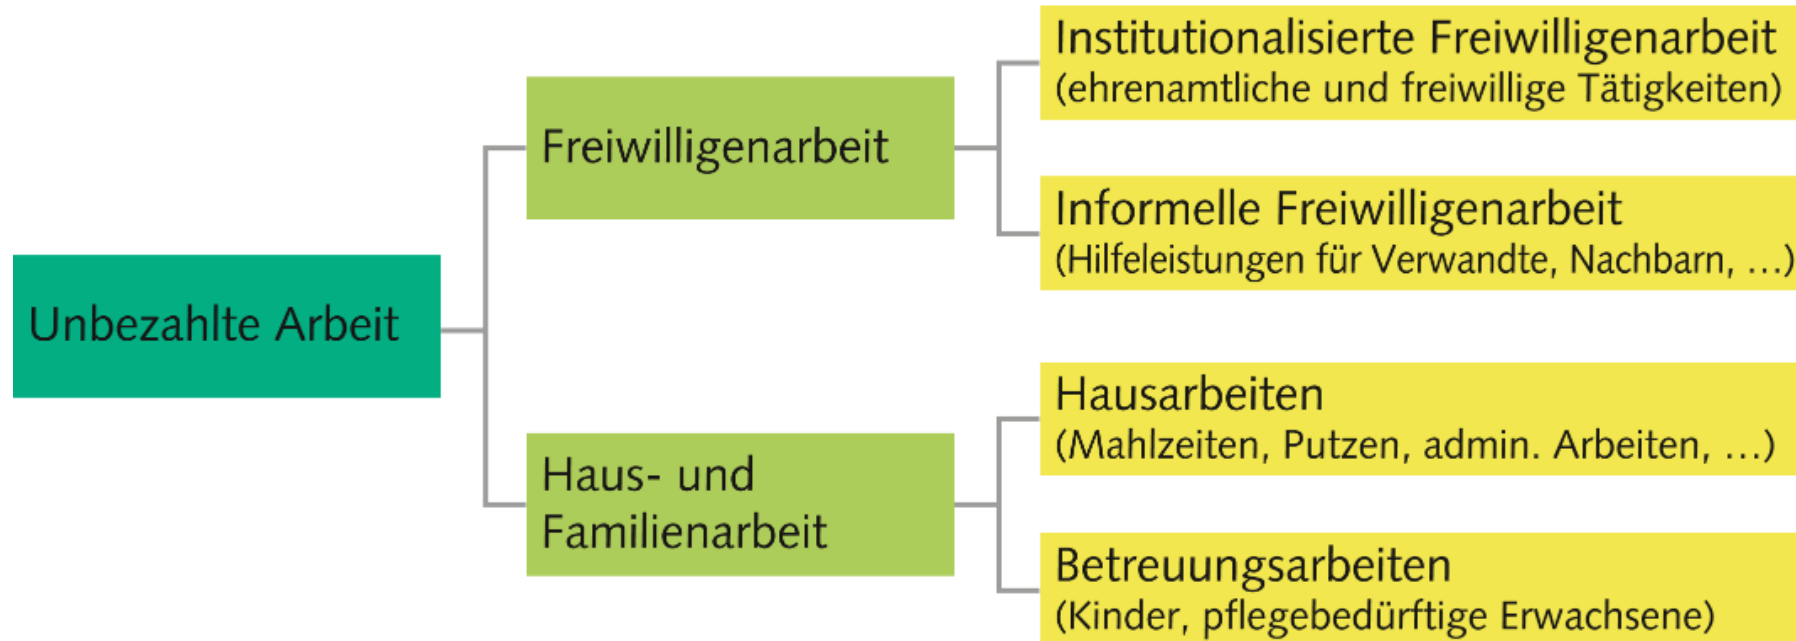 Unbezahlte Arbeit
Freiwilligenarbeit
Institutionalisierte Freiwilligenarbeit
(ehrenamtliche und freiwillige Tätigkeiten)
Informelle Freiwilligenarbeit
(Hilfeleistungen für Verwandte, Nachbarn, …)
Haus- und
Familienarbeit
Hausarbeiten
(Mahlzeiten, Putzen, admin. Arbeiten, …)
Betreuungsarbeiten
(Kinder, pflegebedürftige Erwachsene)